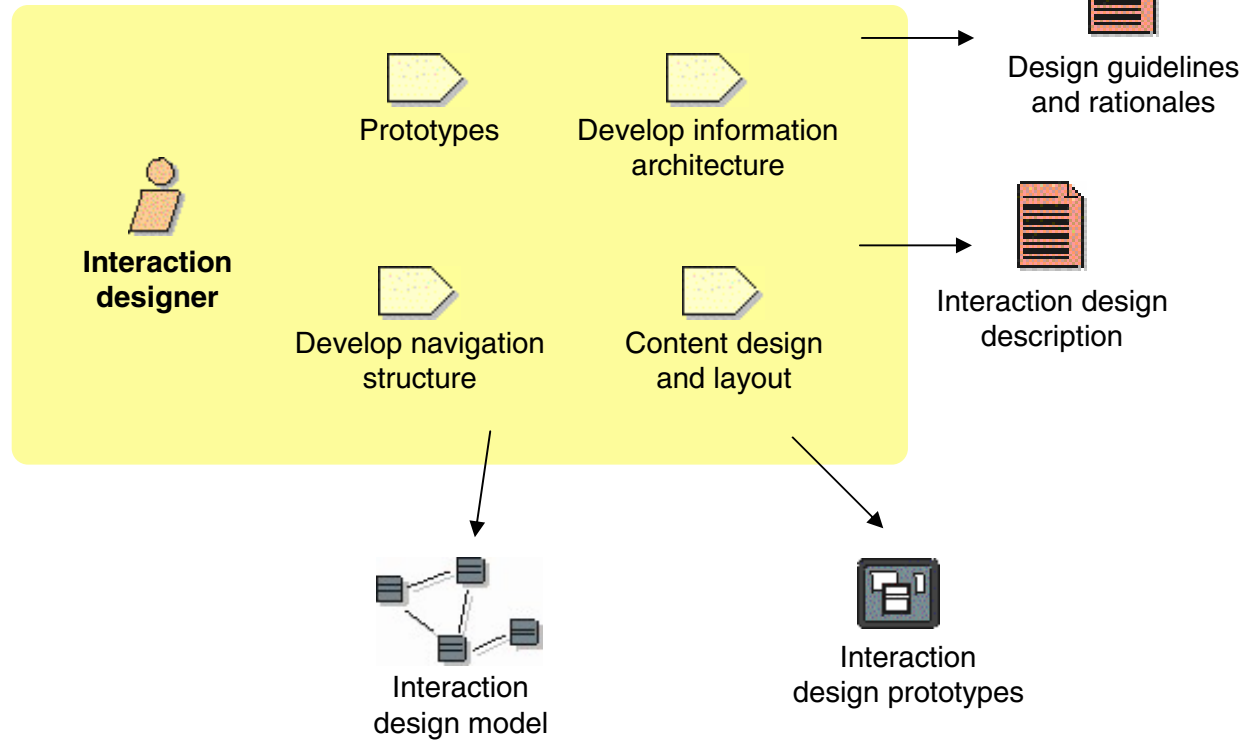 Design guidelines
and rationales
Prototypes
Develop information
architecture
Interaction
designer
Interaction design
description
Develop navigation
structure
Content design
and layout
Interaction
design model
Interaction
design prototypes